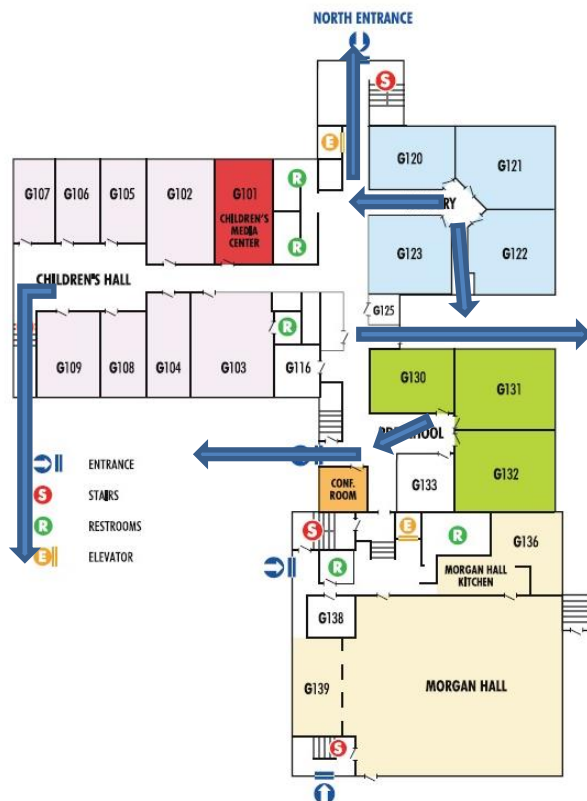 NORTH ENTRANCE
S
E
G120
G121
G107
G106
G105
G102
G101
CHILDREN'S
MEDIA
CENTER
R
R
RY
G123
G122
CHILDREN'S HALL
G125
R
G109
G108
G104
G103
G116
G130
G131
G132
G133
CONF.
ROOM
ENTRANCE
S STAIRS
R RESTROOMS
E ELEVATOR
S
E
R
R
G136
MORGAN HALL
KITCHEN
G138
G139
MORGAN HALL
S